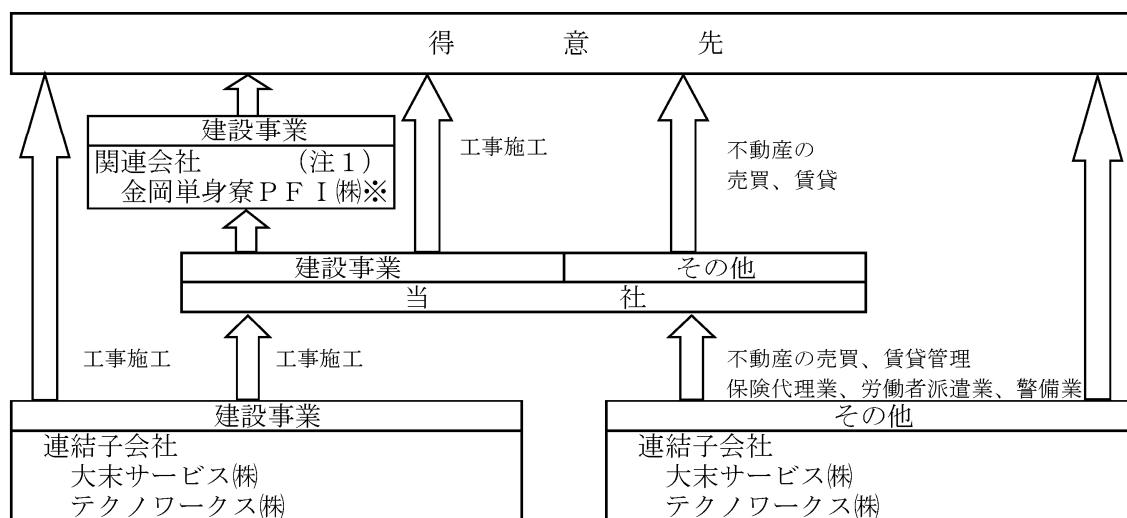 得意先
建設事業
関連会社 (注1)
金岡単身寮PFI㈱※
工事施工
不動産の
売買、賃貸
建設事業
その他
当社
工事施工
工事施工
不動産の売買、賃貸管理
保険代理業、労働者派遣業、警備業
建設事業
連結子会社
大末サービス㈱
テクノワークス㈱
その他
連結子会社
大末サービス㈱
テクノワークス㈱